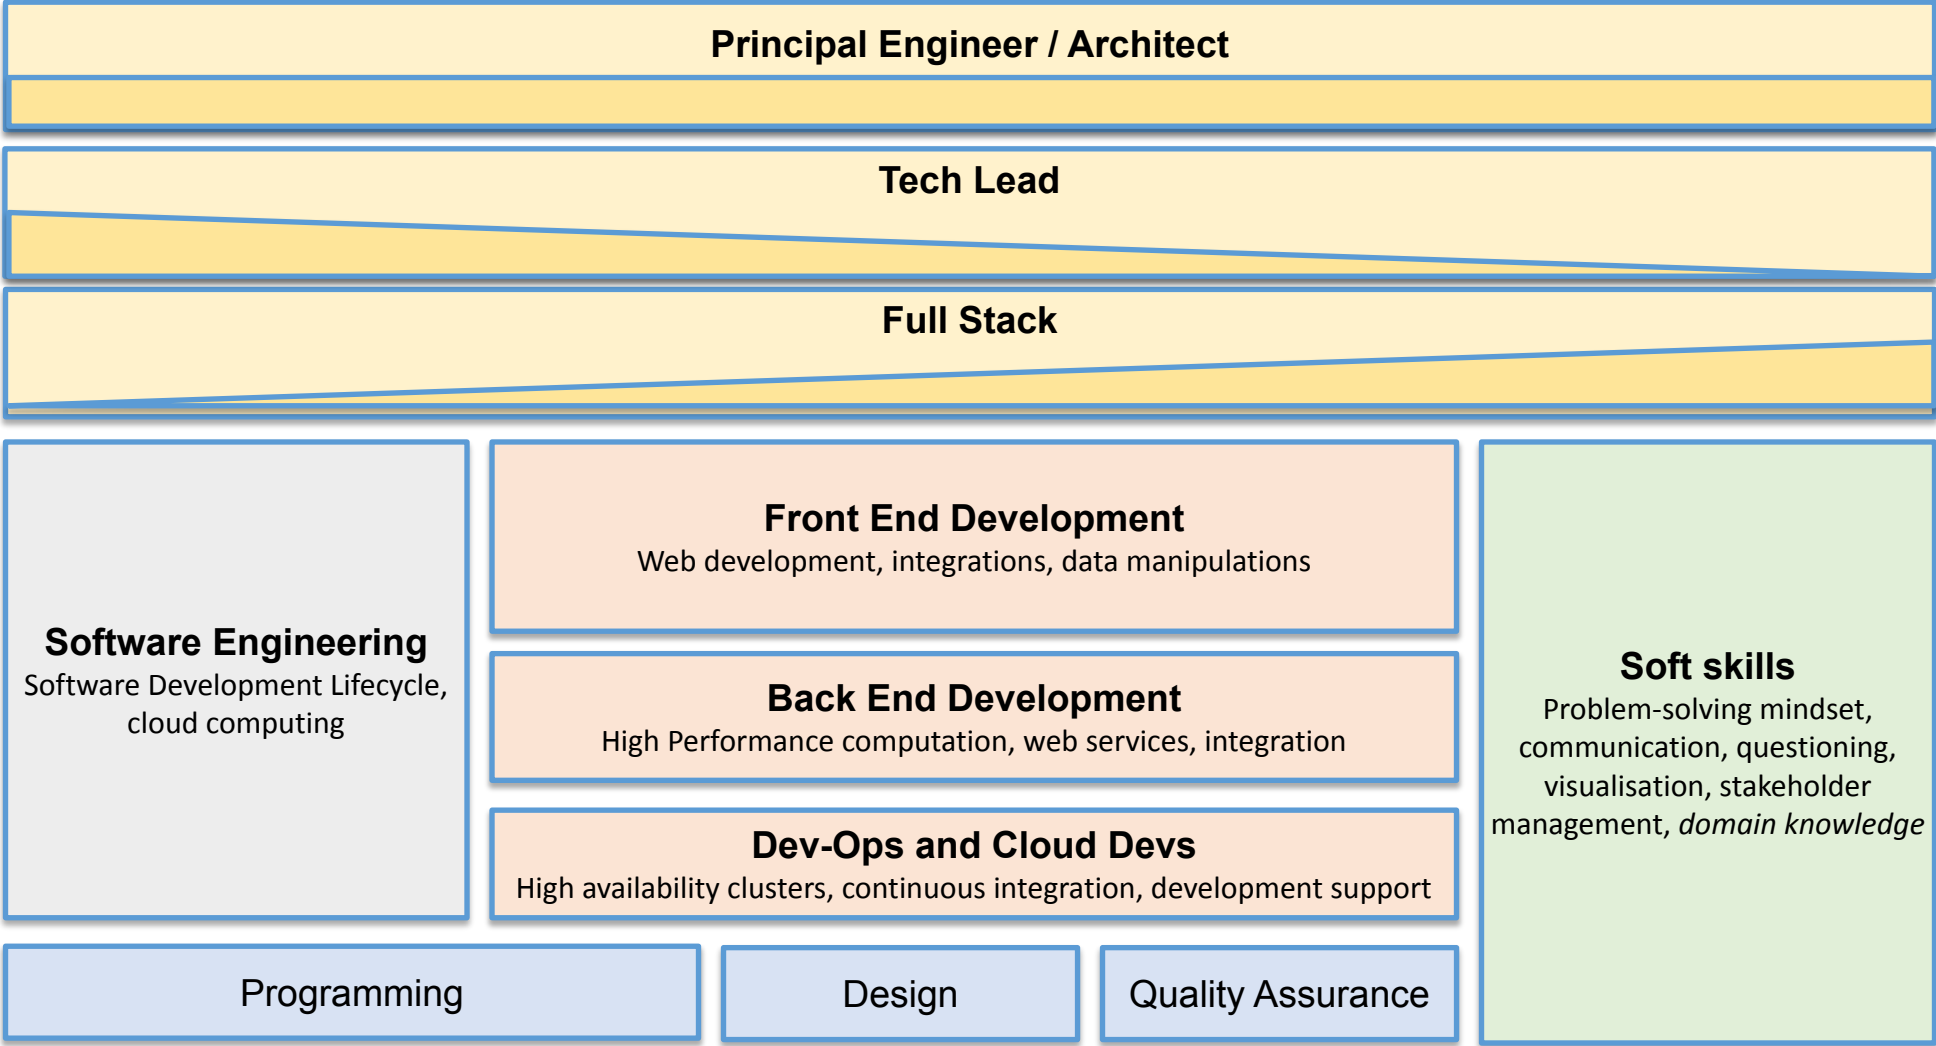 Principal Engineer / Architect
Tech Lead
Full Stack
Software Engineering
Software Development Lifecycle,
cloud computing
Front End Development
Web development, integrations, data manipulations
Back End Development
High Performance computation, web services, integration
Dev-Ops and Cloud Devs
High availability clusters, continuous integration, development support
Soft skills
Problem-solving mindset,
communication, questioning,
visualisation, stakeholder
management, domain knowledge
Programming
Design
Quality Assurance